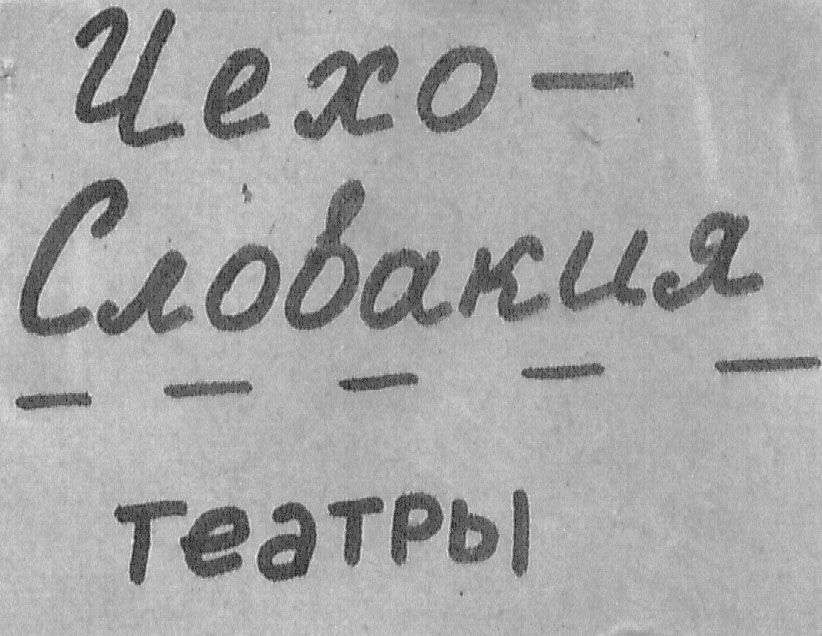 Чехо-
Словакия
театры